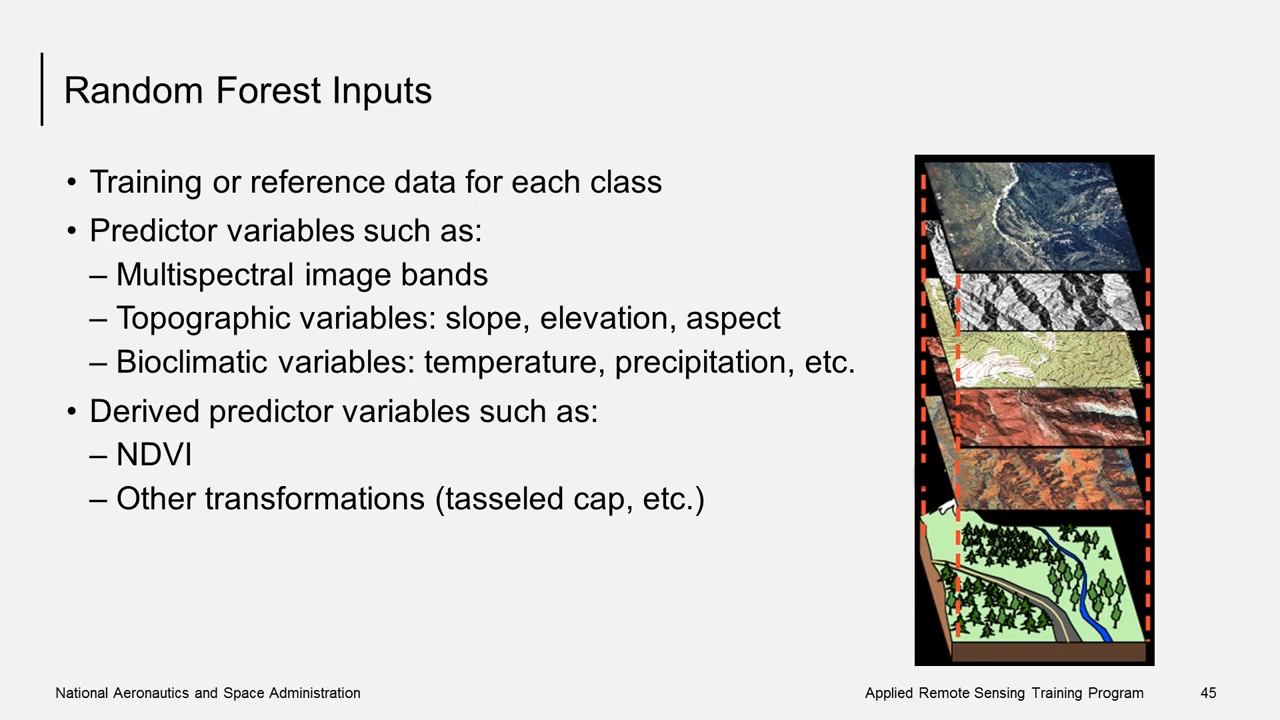 Random Forest Inputs
• Training or reference data for each class
• Predictor variables such as:
– Multispectral image bands
– Topographic variables: slope, elevation, aspect
– Bioclimatic variables: temperature, precipitation, etc.
• Derived predictor variables such as:
– NDVI
– Other transformations (tasseled cap, etc.)
National Aeronautics and Space Administration
Applied Remote Sensing Training Program
45